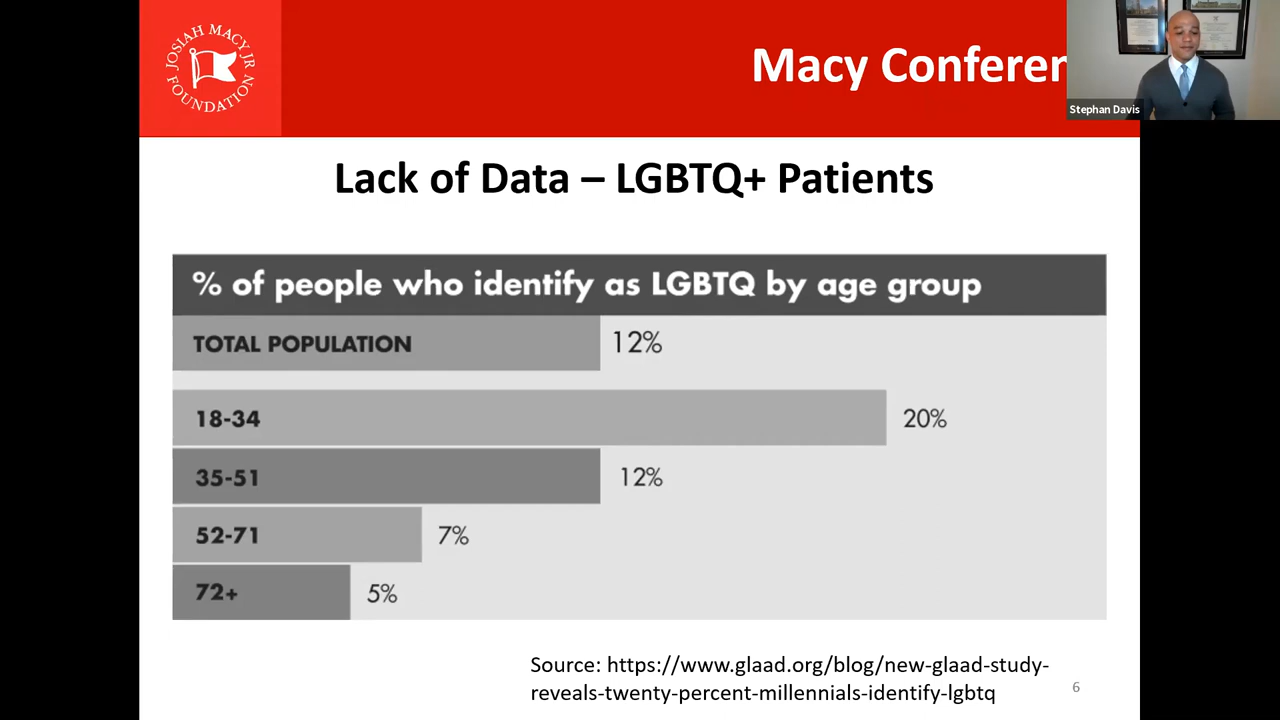 JOSIAH MACY JR
FOUNDATION
Macy Conferen
Stephan Davis
Lack of Data – LGBTQ+ Patients
% of people who identify as LGBTQ by age group
TOTAL POPULATION 12%
18-34 20%
35-51 12%
52-71 7%
72+ 5%
Source: https://www.glaad.org/blog/new-glaad-study-
reveals-twenty-percent-millennials-identify-lgbtq
6